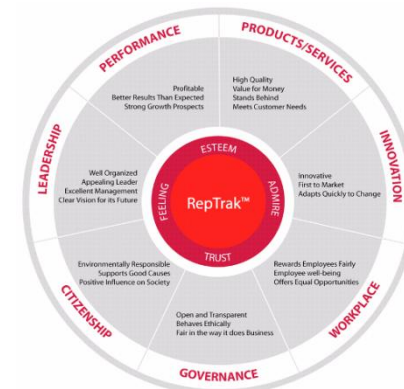 PERFORMANCE
Profitable
Better Results Than Expected
Strong Growth Prospects
PRODUCTS/SERVICES
High Quality
Value for Money
Stands Behind
Meets Customer Needs
INNOVATION
Innovative
First to Market
Adapts Quickly to Change
WORKPLACE
Rewards Employees Fairly
Employee well-being
Offers Equal Opportunities
GOVERNANCE
Open and Transparent
Behaves Ethically
Fair in the way it does Business
CITIZENSHIP
Environmentally Responsible
Supports Good Causes
Positive Influence on Society
LEADERSHIP
Well Organized
Appealing Leader
Excellent Management
Clear Vision for its Future
ESTEEM
ADMIRE
TRUST
FEELING
RepTrak™